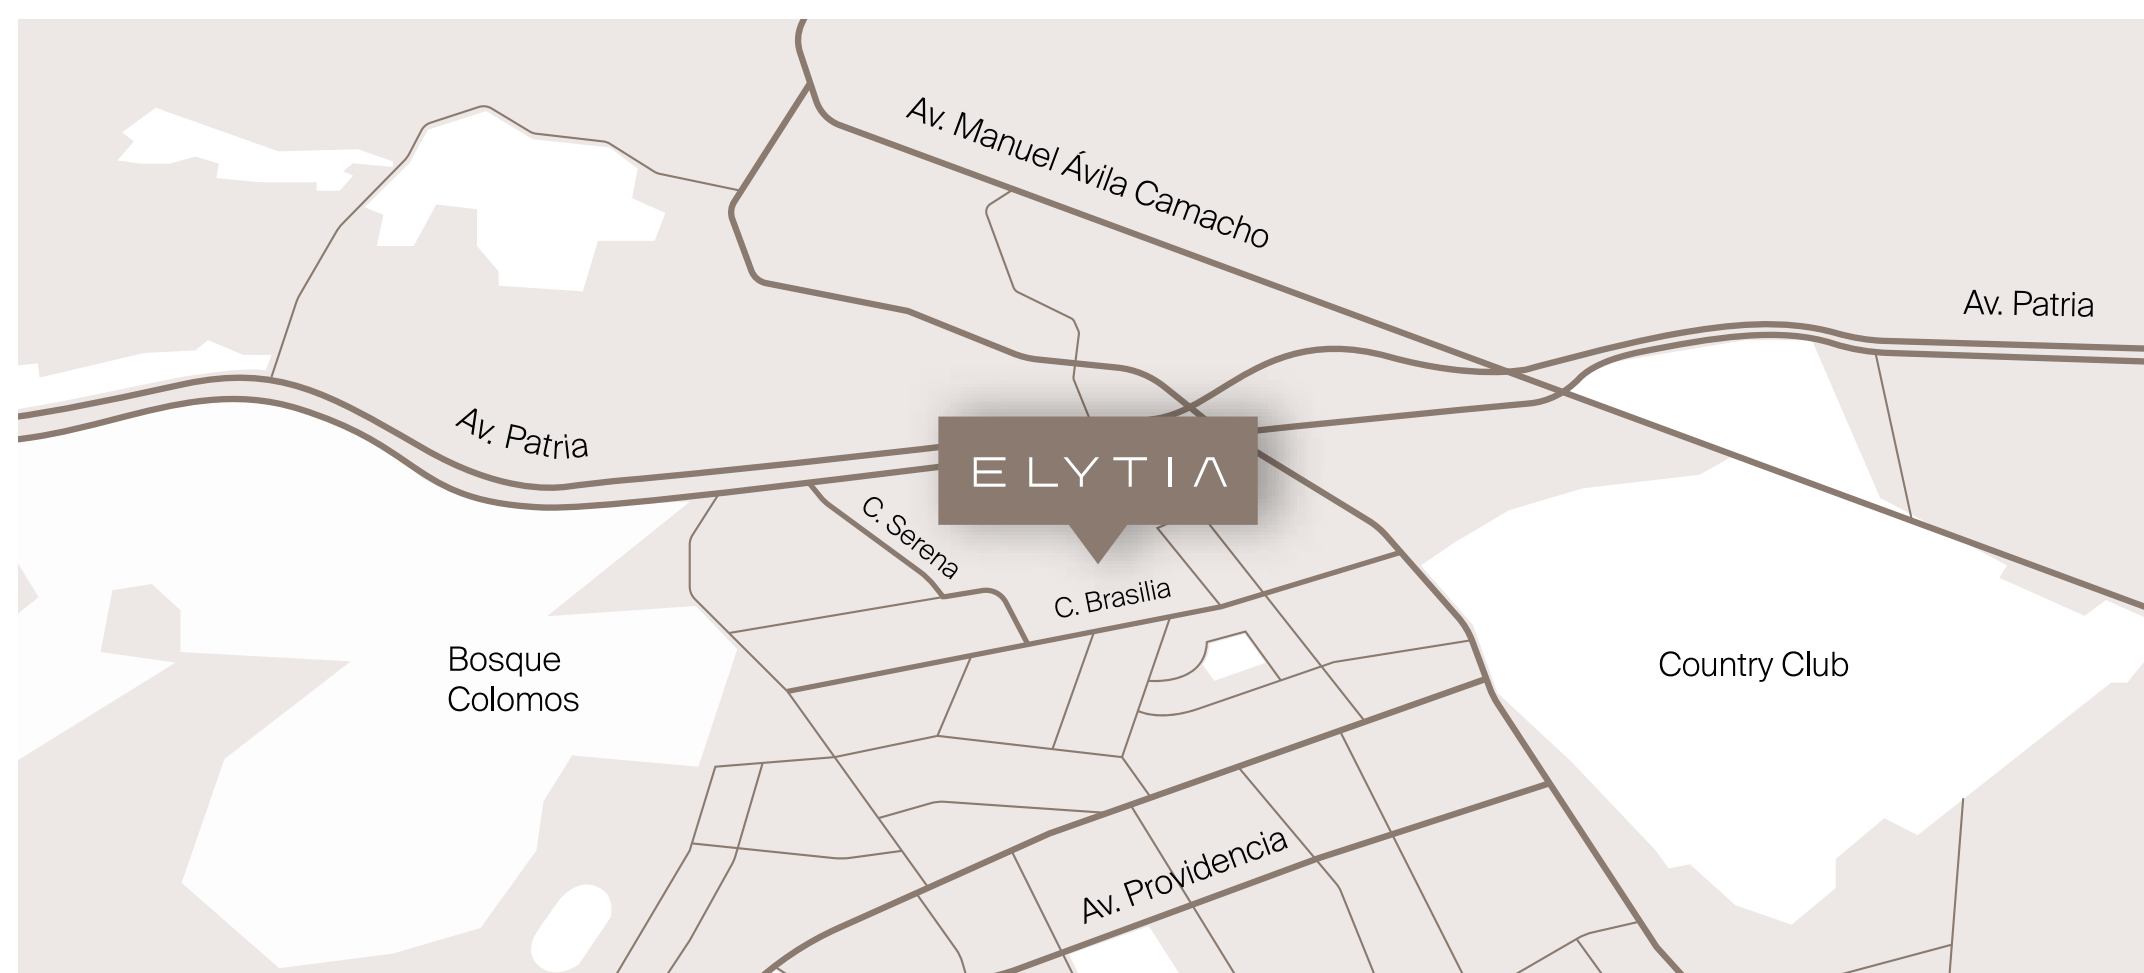 Av. Manuel Ávila Camacho
Av. Patria
Av. Patria
ELYTIA
C. Serena
C. Brasilia
Bosque
Colomos
Country Club
Av. Providencia